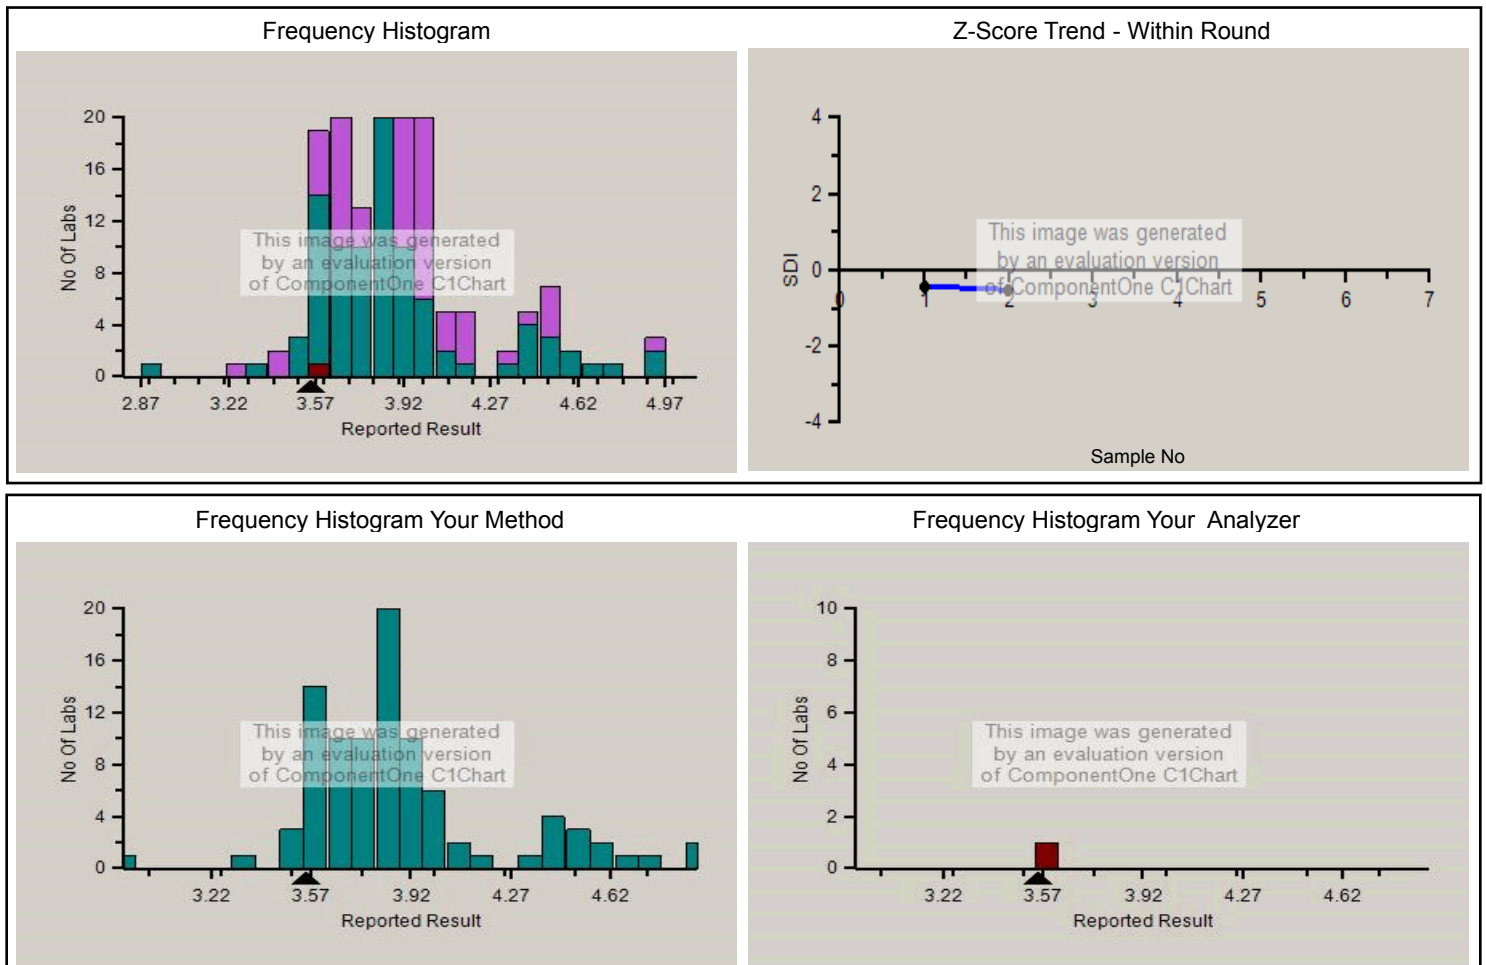 Frequency Histogram
20
16
12
8
4
0
No Of Labs
This image was generated
by an evaluation version
of ComponentOne C1Chart
2.87 3.22 3.57 3.92 4.27 4.62 4.97
Reported Result
Z-Score Trend - Within Round
4
2
0
-2
-4
SDI
This image was generated
by an evaluation version
of ComponentOne C1Chart
0 1 2 3 4 5 6 7
Sample No
Frequency Histogram Your Method
20
16
12
8
4
0
No Of Labs
This image was generated
by an evaluation version
of ComponentOne C1Chart
3.22 3.57 3.92 4.27 4.62
Reported Result
Frequency Histogram Your Analyzer
10
8
6
4
2
0
No Of Labs
This image was generated
by an evaluation version
of ComponentOne C1Chart
3.22 3.57 3.92 4.27 4.62
Reported Result